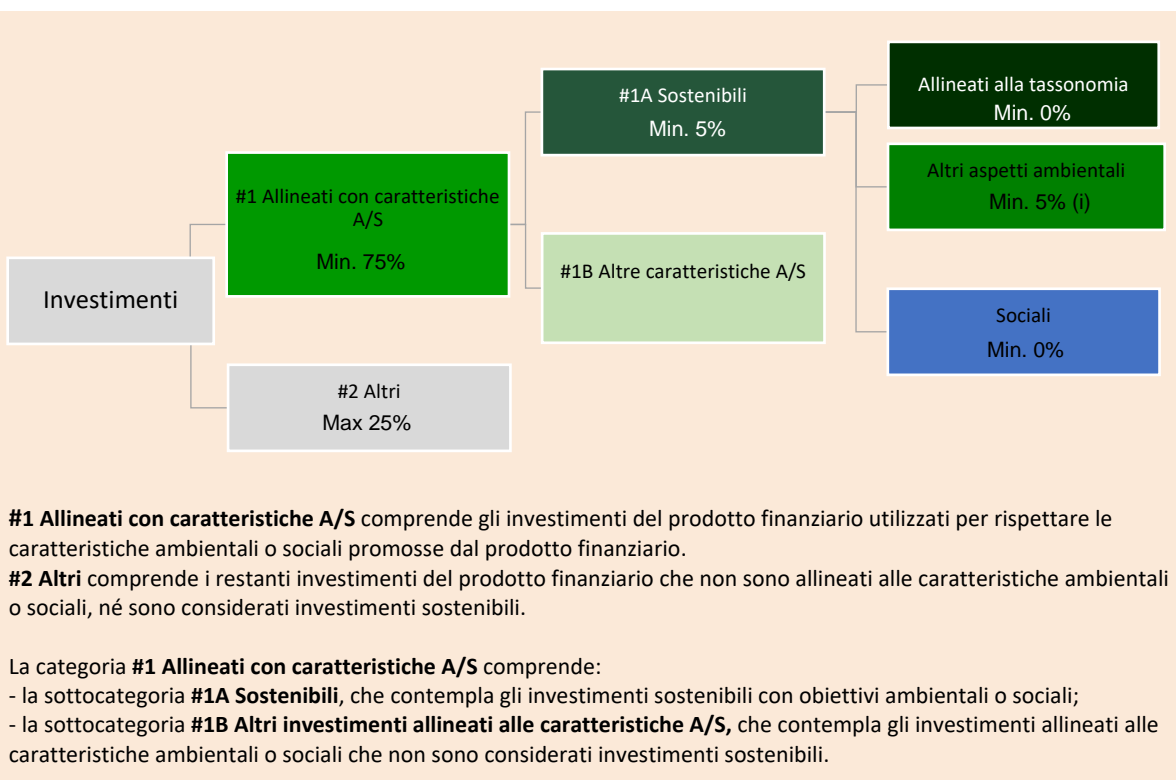 Investimenti
#1 Allineati con caratteristiche
A/S
Min. 75%
#2 Altri
Max 25%
#1A Sostenibili
Min. 5%
#1B Altre caratteristiche A/S
Allineati alla tassonomia
Min. 0%
Altri aspetti ambientali
Min. 5% (i)
Sociali
Min. 0%
#1 Allineati con caratteristiche A/S comprende gli investimenti del prodotto finanziario utilizzati per rispettare le
caratteristiche ambientali o sociali promosse dal prodotto finanziario.
#2 Altri comprende i restanti investimenti del prodotto finanziario che non sono allineati alle caratteristiche ambientali
o sociali, né sono considerati investimenti sostenibili.
La categoria #1 Allineati con caratteristiche A/S comprende:
- la sottocategoria #1A Sostenibili, che contempla gli investimenti sostenibili con obiettivi ambientali o sociali;
- la sottocategoria #1B Altri investimenti allineati alle caratteristiche A/S, che contempla gli investimenti allineati alle
caratteristiche ambientali o sociali che non sono considerati investimenti sostenibili.